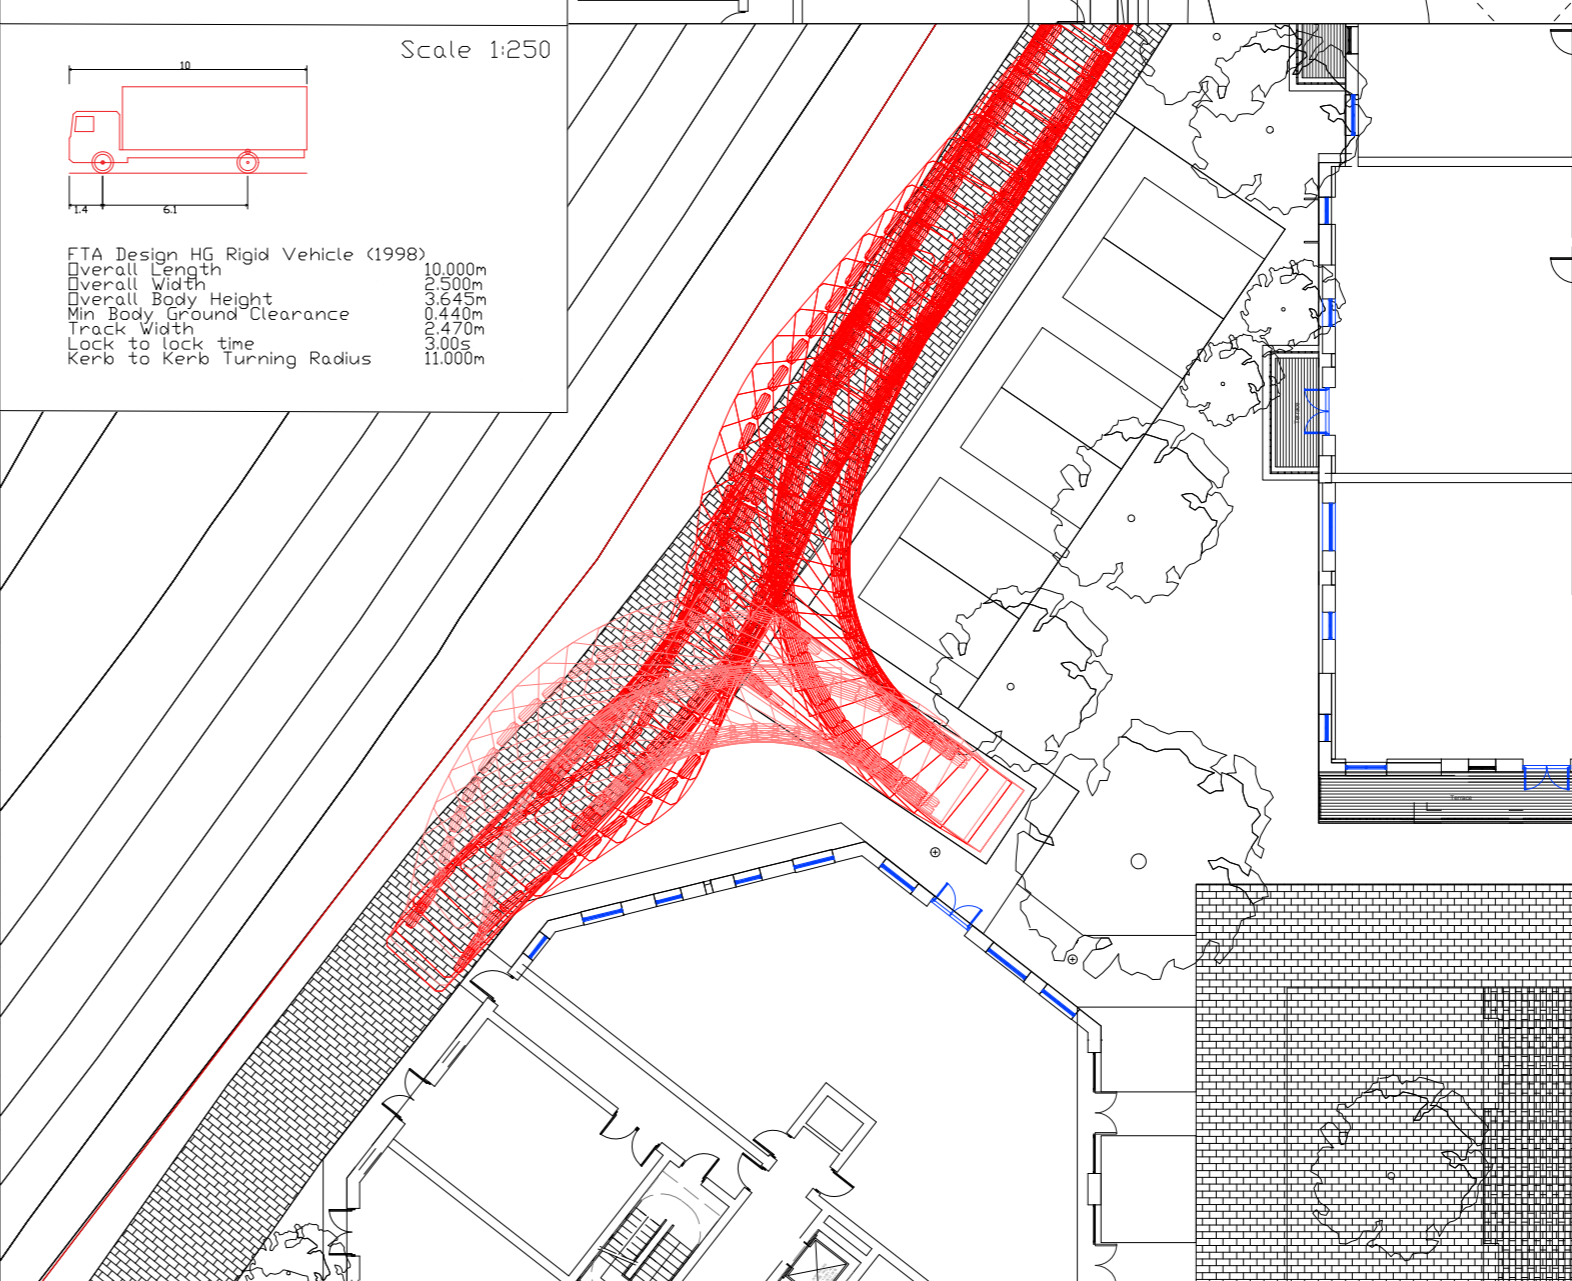 Scale 1:250
10
1.4
6.1
FTA Design HG Rigid Vehicle (1998)
Overall Length 10.000m
Overall Width 2.500m
Overall Body Height 3.645m
Min Body Ground Clearance 0.440m
Track Width 2.470m
Lock to lock time 3.00s
Kerb to Kerb Turning Radius 11.000m
Terrace
Terrace